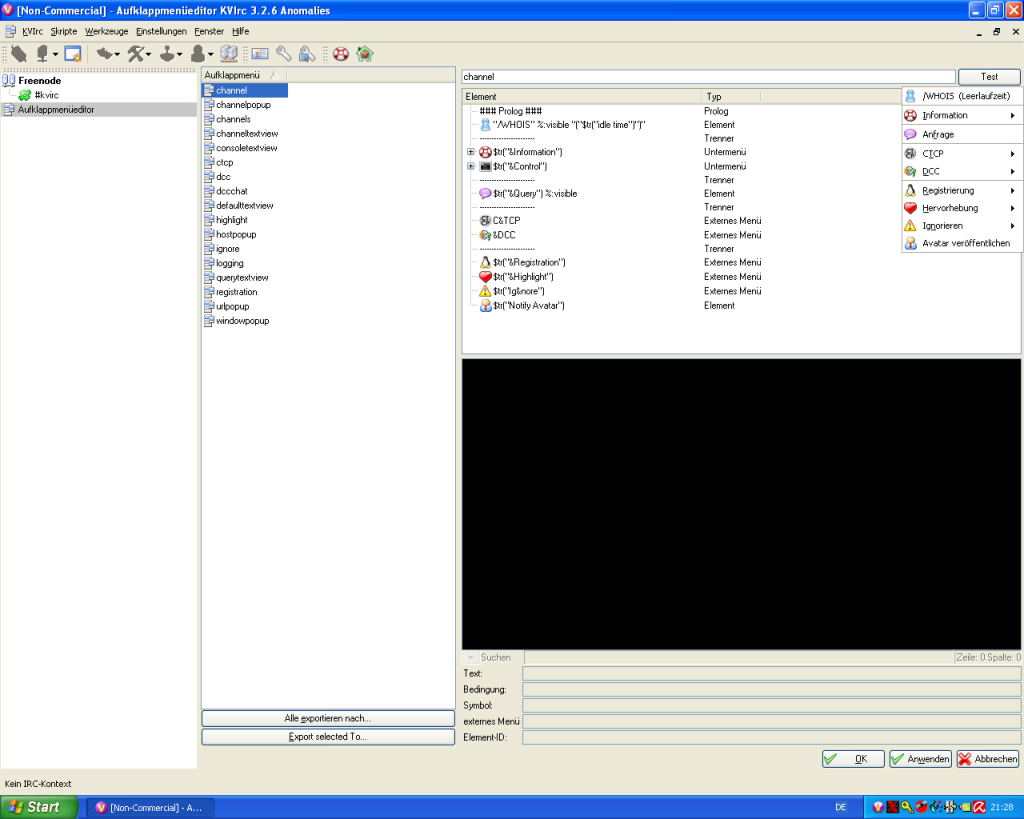 [Non-Commercial] - Aufklappmenüeditor KVIrc 3.2.6 Anomalies
KVIrc Skripte Werkzeuge Einstellungen Fenster Hilfe
Freenode
#kvirc
Aufklappmenüeditor
Aufklappmenü
channel
channelpopup
channels
channeltextview
consoletextview
ctcp
dcc
dccchat
defaulttextview
highlight
hostpopup
ignore
logging
querytextview
registration
urlpopup
windowpopup
Alle exportieren nach...
Export selected To...
channel
Test
Element Typ
### Prolog ### Prolog
"/WHOIS" %:visible "("$tr("idle time")")" Element
----------------------- Trenner
$tr("&Information") Untermenü
$tr("&Control") Untermenü
----------------------- Trenner
$tr("&Query") %:visible Element
----------------------- Trenner
C&TCP Externes Menü
&DCC Externes Menü
----------------------- Trenner
$tr("&Registration") Externes Menü
$tr("&Highlight") Externes Menü
$tr("Ig&nore") Externes Menü
$tr("Notify Avatar") Element
/WHOIS (Leerlaufzeit)
Information
Anfrage
CTCP
DCC
Registrierung
Hervorhebung
Ignorieren
Avatar veröffentlichen
Suchen
Zeile: 0 Spalte: 0
Text:
Bedingung:
Symbol:
externes Menü
Element-ID:
OK Anwenden Abbrechen
Kein IRC-Kontext
Start [Non-Commercial] - A... DE 21:28